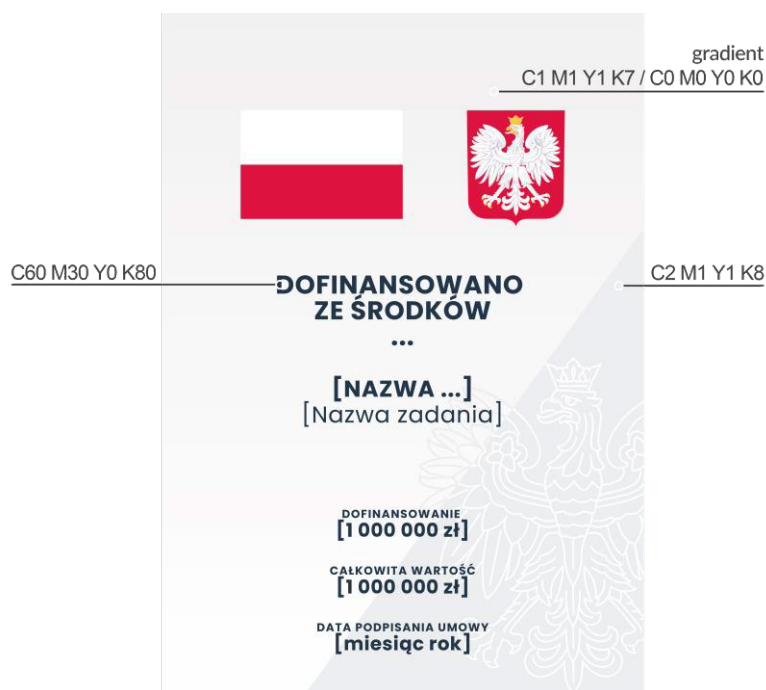 gradient
C1 M1 Y1 K7 / C0 M0 Y0 K0
C60 M30 Y0 K80
C2 M1 Y1 K8
DOFINANSOWANO
ZE ŚRODKÓW
...
[NAZWA ...]
[Nazwa zadania]
DOFINANSOWANIE
[1 000 000 zł]
CAŁKOWITA WARTOŚĆ
[1 000 000 zł]
DATA PODPISANIA UMOWY
[miesiąc rok]